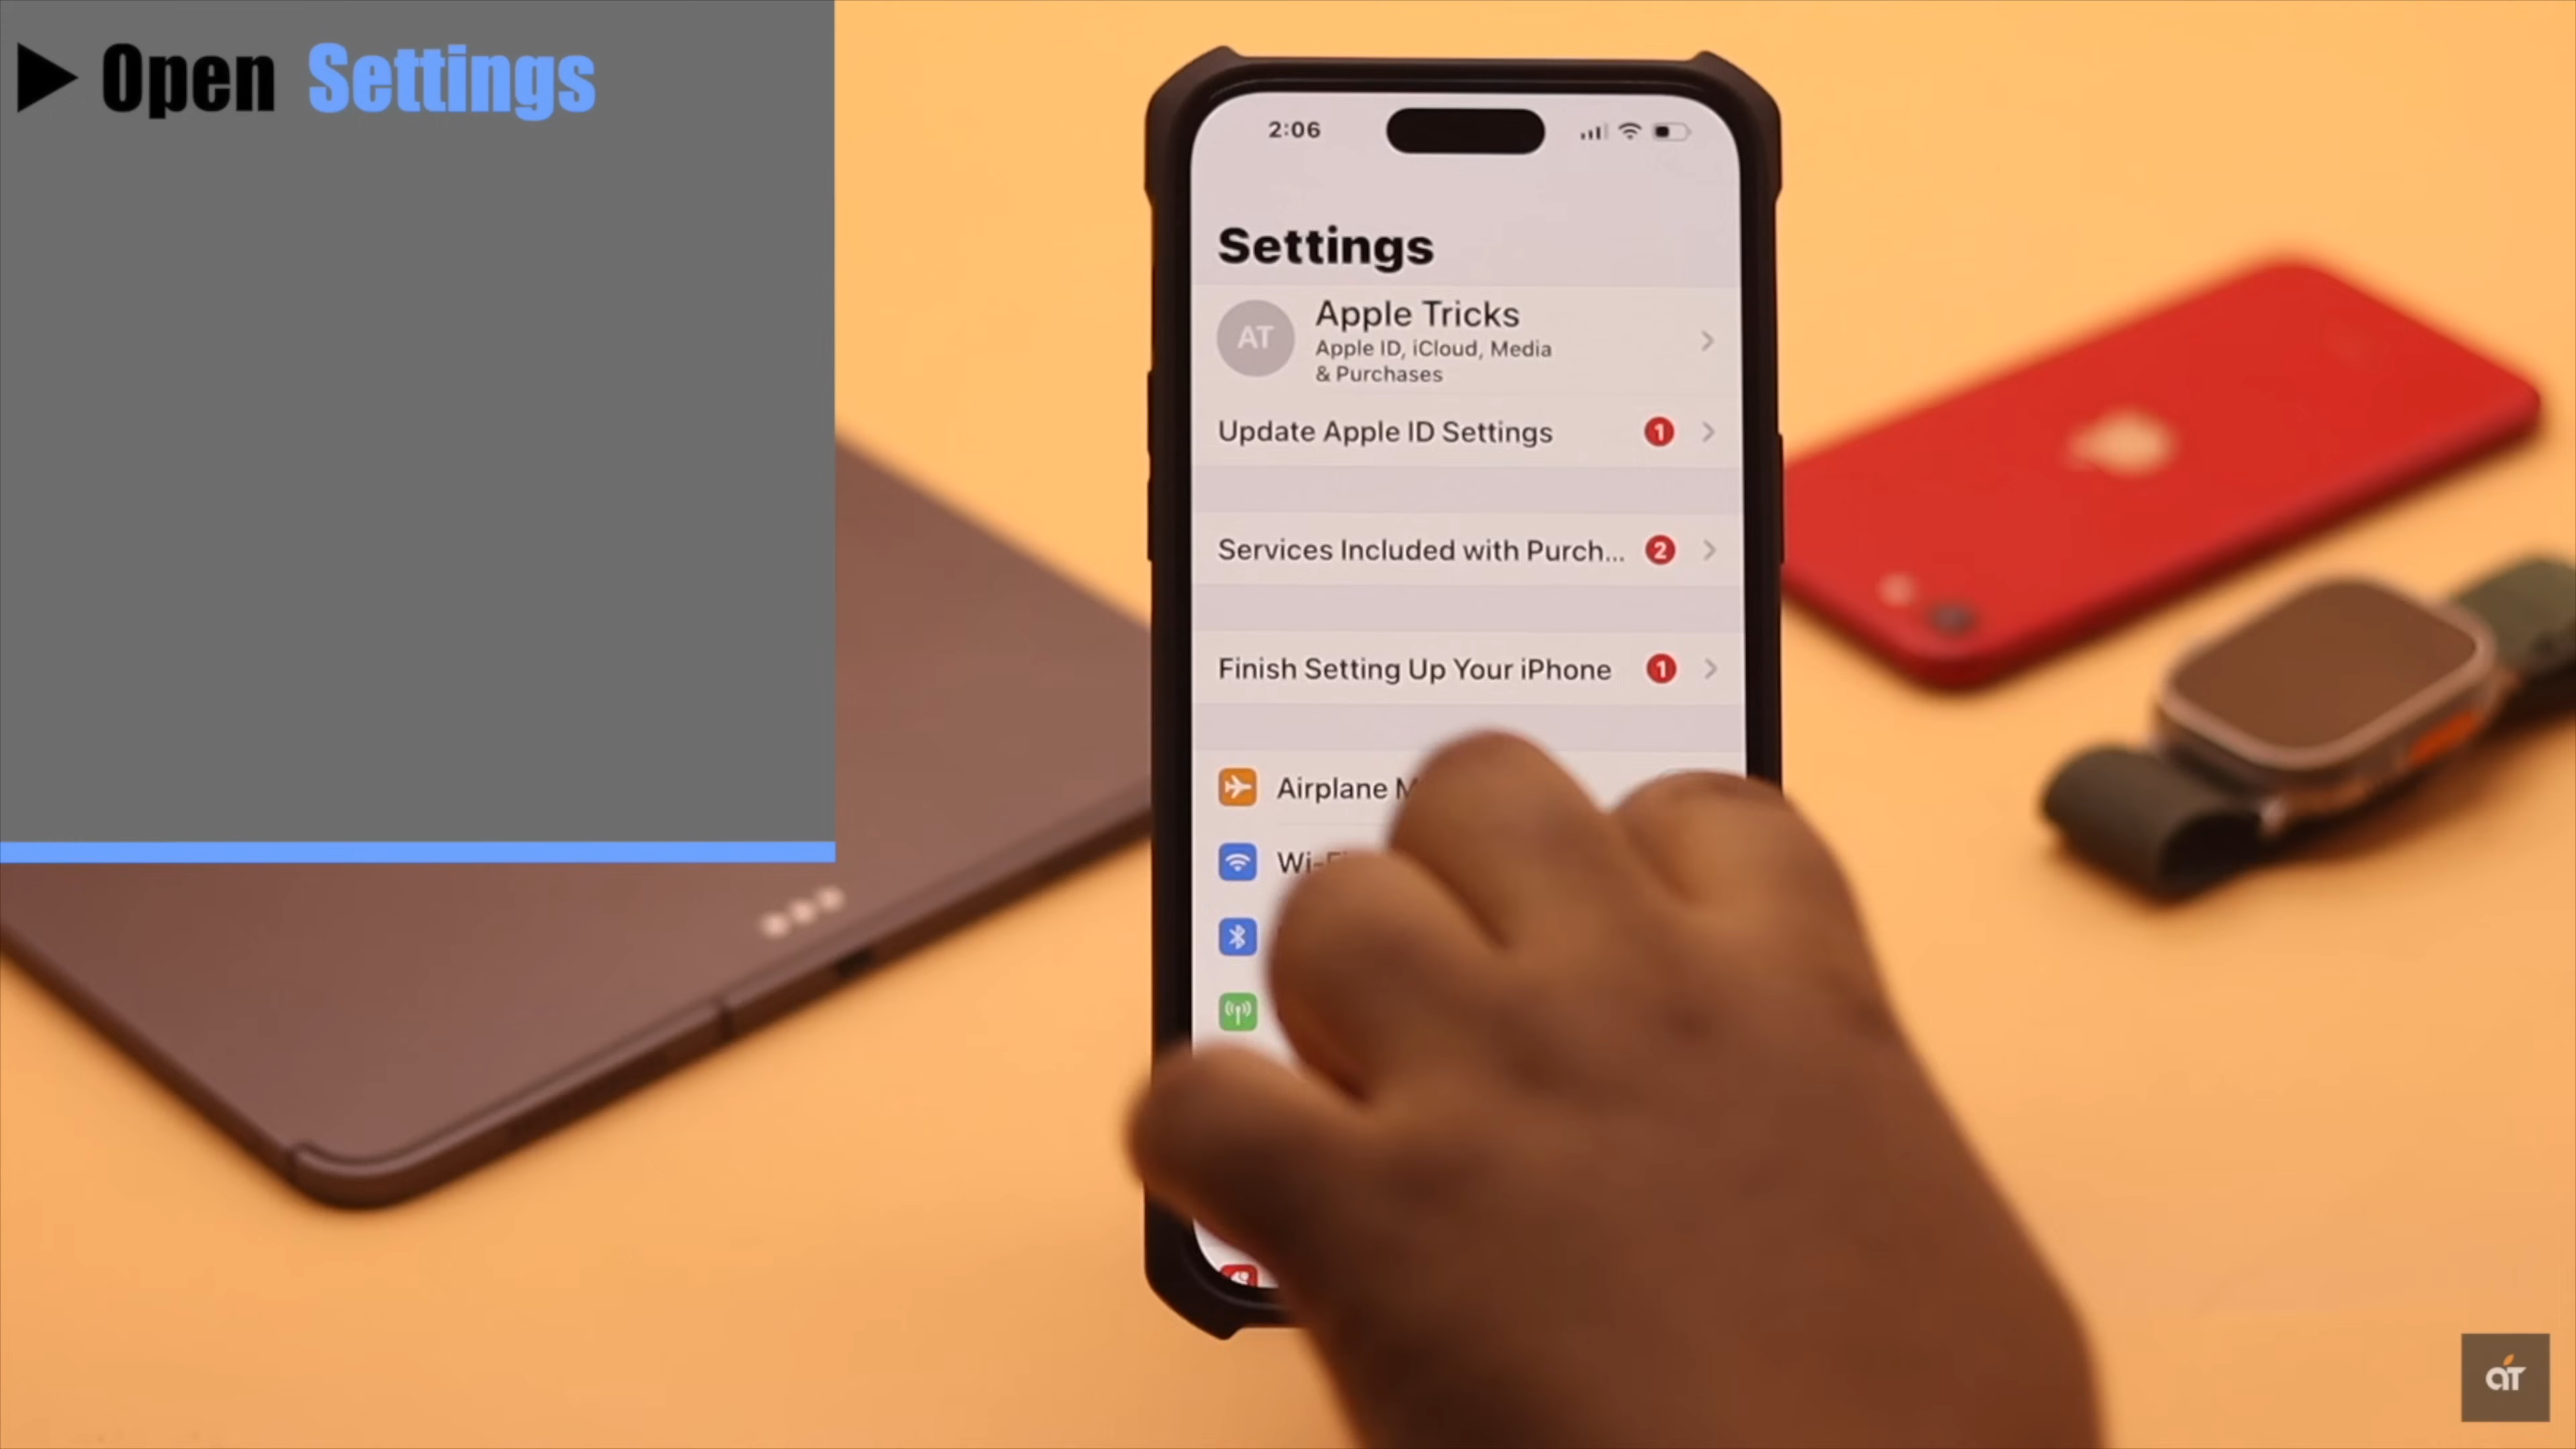 Open Settings
2:06
Settings
AT
Apple Tricks
Apple ID, iCloud, Media
& Purchases
Update Apple ID Settings
1
Services Included with Purch...
2
Finish Setting Up Your iPhone
1
Airplane
aT